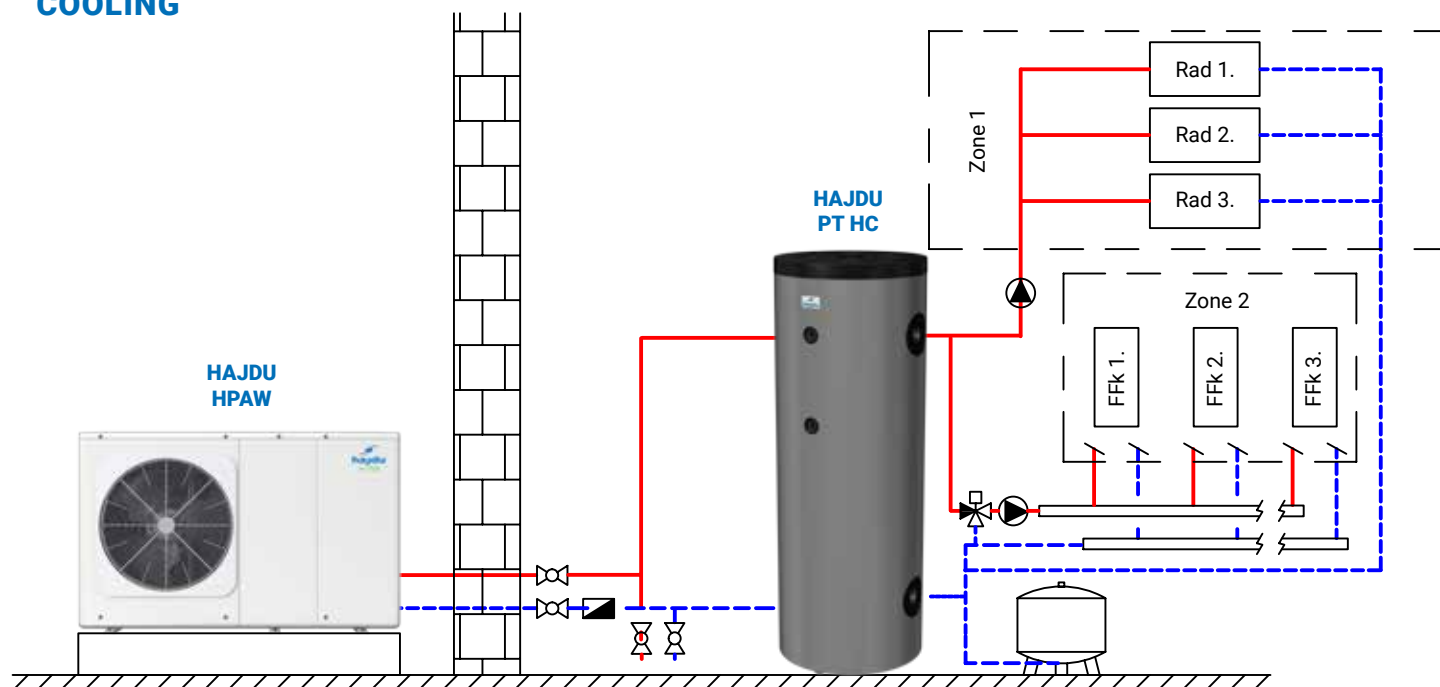 COOLING
Rad 1.
Zone 1
Rad 2.
HAJDU
PT HC
Rad 3.
Zone 2
FFk 1.
FFk 2.
FFk 3.
HAJDU
HPAW
hajdu